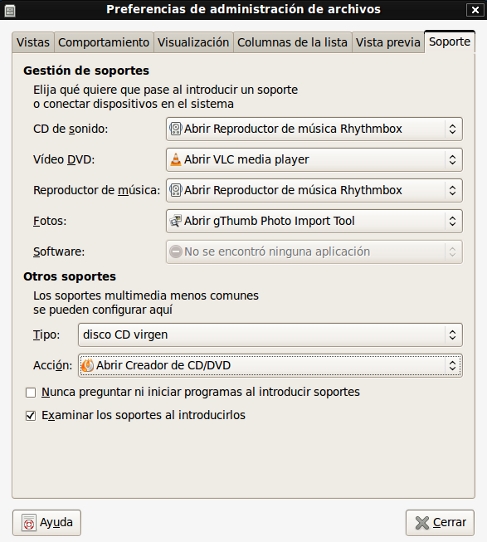 Preferencias de administración de archivos
Vistas Comportamiento Visualización Columnas de la lista Vista previa Soporte
Gestión de soportes
Elija qué quiere que pase al introducir un soporte
o conectar dispositivos en el sistema
CD de sonido: Abrir Reproductor de música Rhythmbox
Vídeo DVD: Abrir VLC media player
Reproductor de música: Abrir Reproductor de música Rhythmbox
Fotos: Abrir gThumb Photo Import Tool
Software: No se encontró ninguna aplicación
Otros soportes
Los soportes multimedia menos comunes
se pueden configurar aquí
Tipo: disco CD virgen
Acción: Abrir Creador de CD/DVD
Nunca preguntar ni iniciar programas al introducir soportes
Examinar los soportes al introducirlos
Ayuda Cerrar